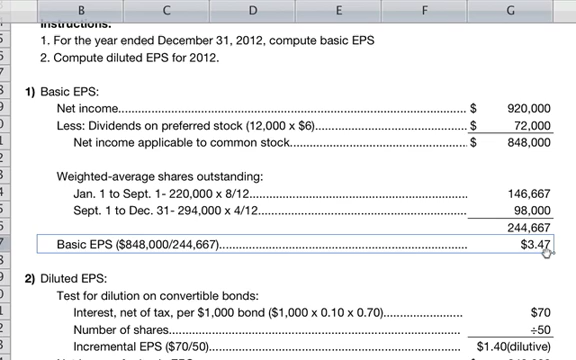 B C D E F G
Instructions:
1. For the year ended December 31, 2012, compute basic EPS
2. Compute diluted EPS for 2012.
1) Basic EPS:
Net income................ $ 920,000
Less: Dividends on preferred stock (12,000 x $6)................ $ 72,000
Net income applicable to common stock................ $ 848,000
Weighted-average shares outstanding:
Jan. 1 to Sept. 1- 220,000 x 8/12................ 146,667
Sept. 1 to Dec. 31- 294,000 x 4/12................ 98,000
244,667
Basic EPS ($848,000/244,667)................ $3.47
2) Diluted EPS:
Test for dilution on convertible bonds:
Interest, net of tax, per $1,000 bond ($1,000 x 0.10 x 0.70)................ $70
Number of shares................ ÷50
Incremental EPS ($70/50)................ $1.40(dilutive)